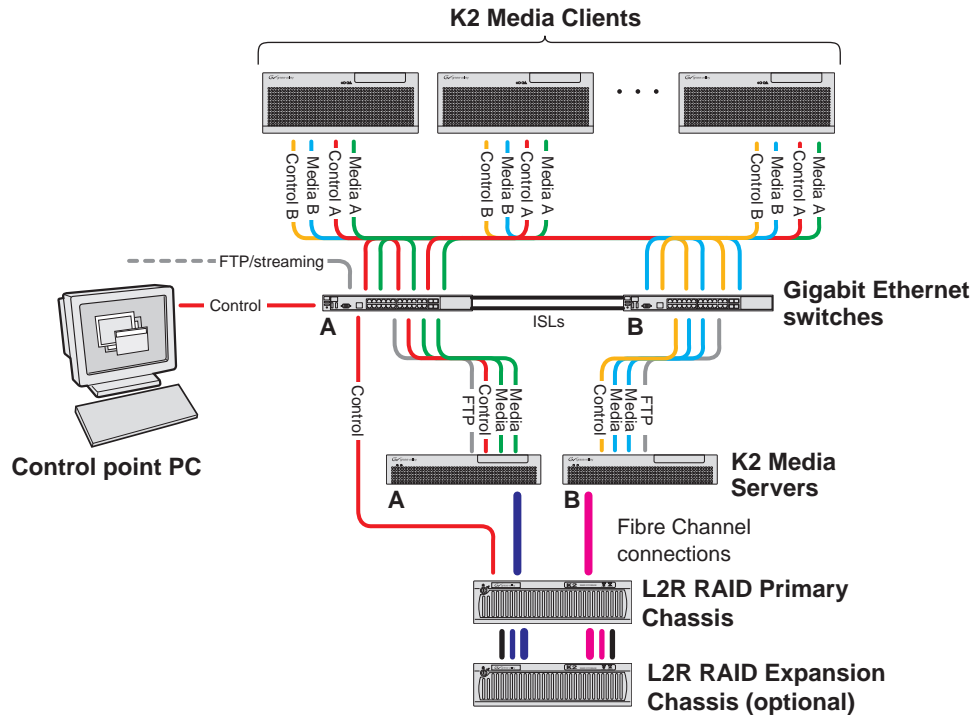 K2 Media Clients
. . .
Control B
Media B
Control A
Media A
Control B
Media B
Control A
Media A
Control B
Media B
Control A
Media A
FTP/streaming
Control
A
ISLs
B
Gigabit Ethernet
switches
Control
FTP
Control
Media
Media
Control
Media
Media
FTP
Control point PC
A
B
K2 Media
Servers
Fibre Channel
connections
K2
L2R RAID Primary
Chassis
K2
L2R RAID Expansion
Chassis (optional)